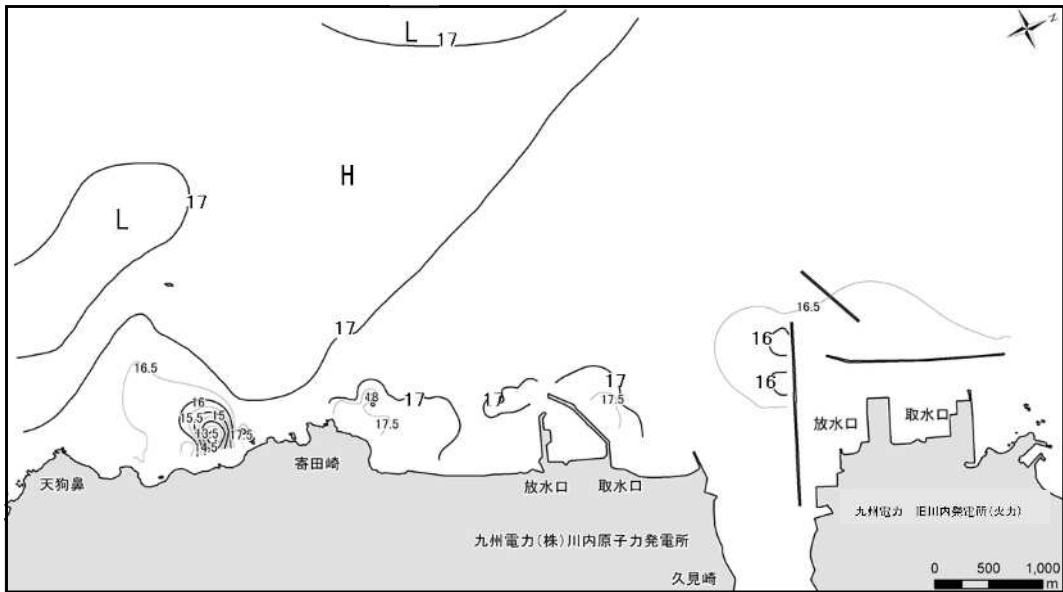 L 17
Z
H
17
L
16.5
17
16
16
16.5
16
15.5 15
13.5
17.5
14.5
18
17
17.5
17
17
17.5
放水口 取水口
天狗鼻
寄田崎
放水口 取水口
九州電力 旧川内発電所(火力)
九州電力(株)川内原子力発電所
久見崎
0 500 1,000
m